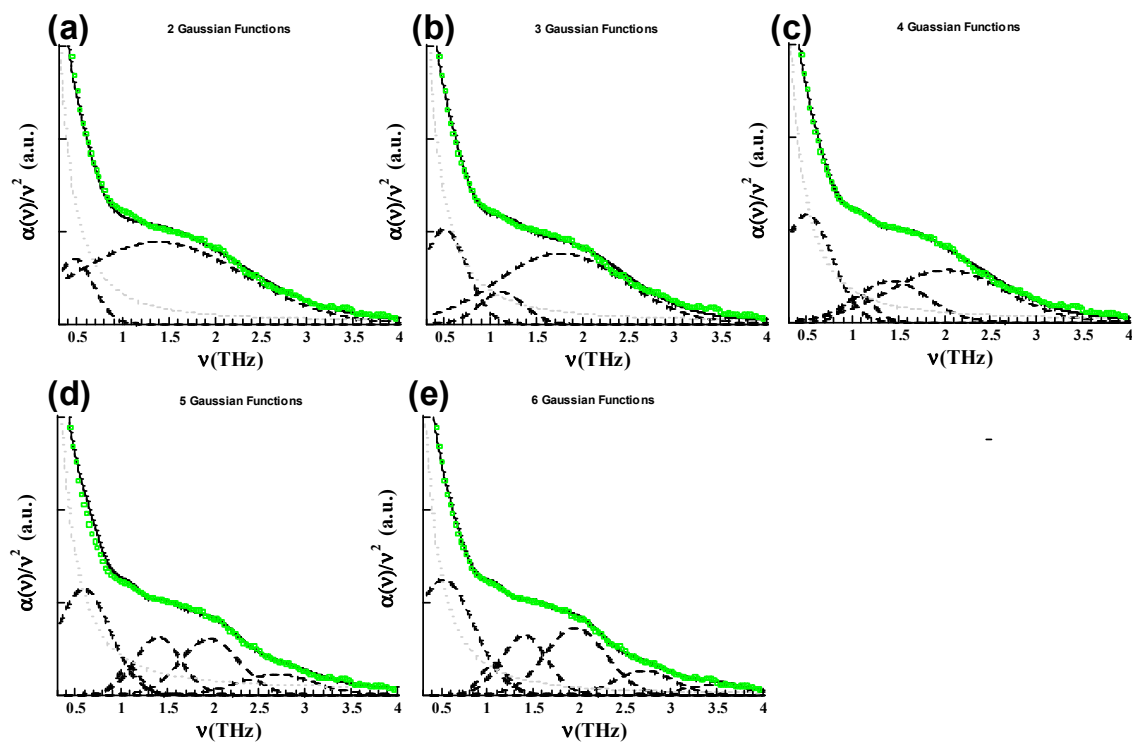 (a)
2 Gaussian Functions
α(ν)/ν² (a.u.)
0.5 1 1.5 2 2.5 3 3.5 4
ν(THz)
(b)
3 Gaussian Functions
α(ν)/ν² (a.u.)
0.5 1 1.5 2 2.5 3 3.5 4
ν(THz)
(c)
4 Guassian Functions
α(ν)/ν² (a.u.)
0.5 1 1.5 2 2.5 3 3.5 4
ν(THz)
(d)
5 Gaussian Functions
α(ν)/ν² (a.u.)
0.5 1 1.5 2 2.5 3 3.5 4
ν(THz)
(e)
6 Gaussian Functions
α(ν)/ν² (a.u.)
0.5 1 1.5 2 2.5 3 3.5 4
ν(THz)